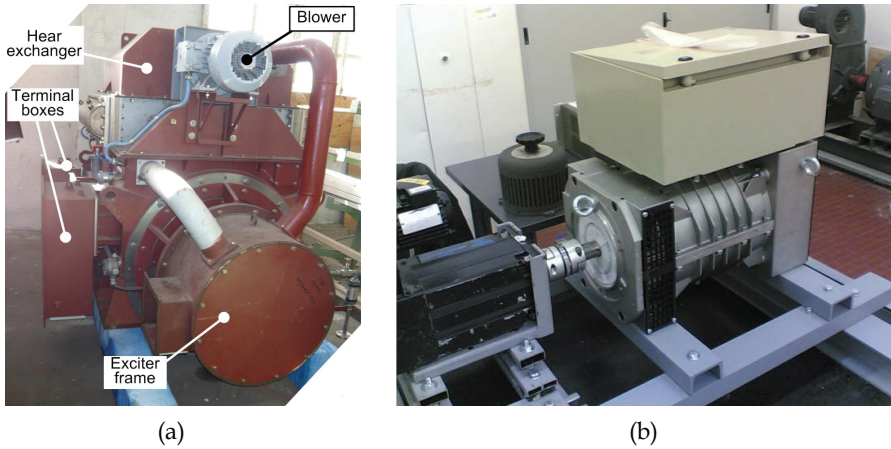 Blower
Hear
exchanger
Terminal
boxes
Exciter
frame
(a)
(b)